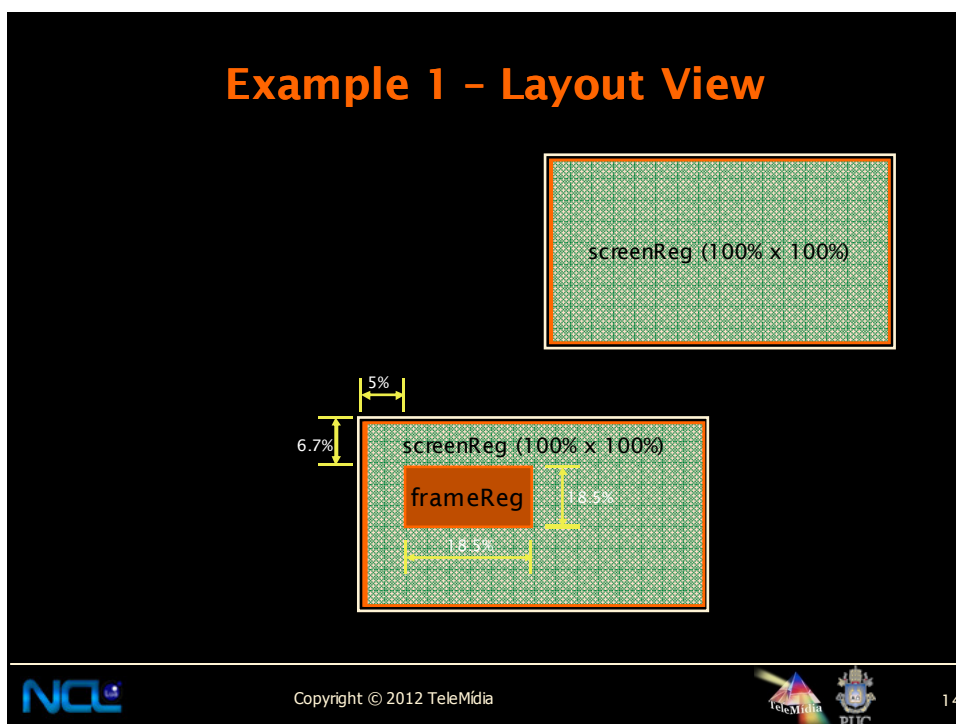 Example 1 – Layout View
screenReg (100% x 100%)
5%
6.7%
screenReg (100% x 100%)
frameReg
18.5%
18.5%
NCL
Copyright © 2012 TeleMídia
TeleMídia
PUC
14